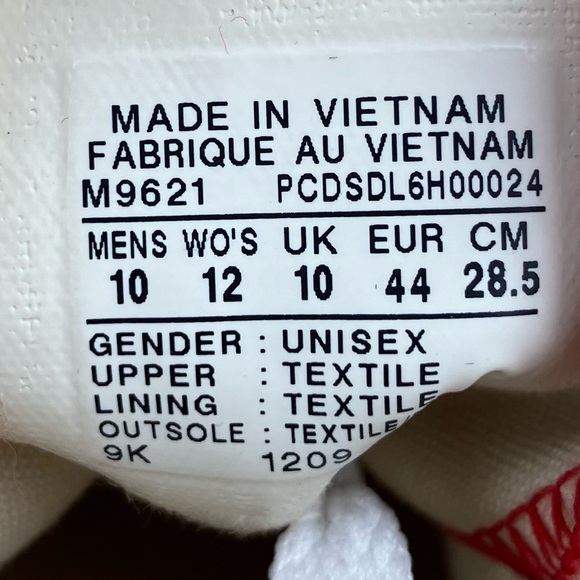 MADE IN VIETNAM
FABRIQUE AU VIETNAM
M9621 PCDSDL6H00024
MENS WO'S UK EUR CM
10 12 10 44 28.5
GENDER : UNISEX
UPPER : TEXTILE
LINING : TEXTILE
OUTSOLE : TEXTILE/
9K 1209